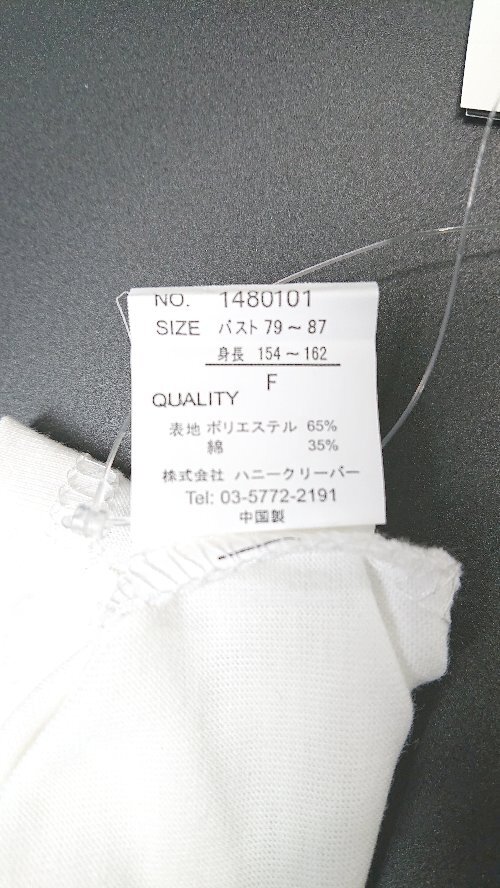 NO. 1480101
SIZE バスト 79～87
身長 154～162
F
QUALITY
表地 ポリエステル 65%
綿 35%
株式会社 ハニークリーパー
Tel: 03-5772-2191
中国製